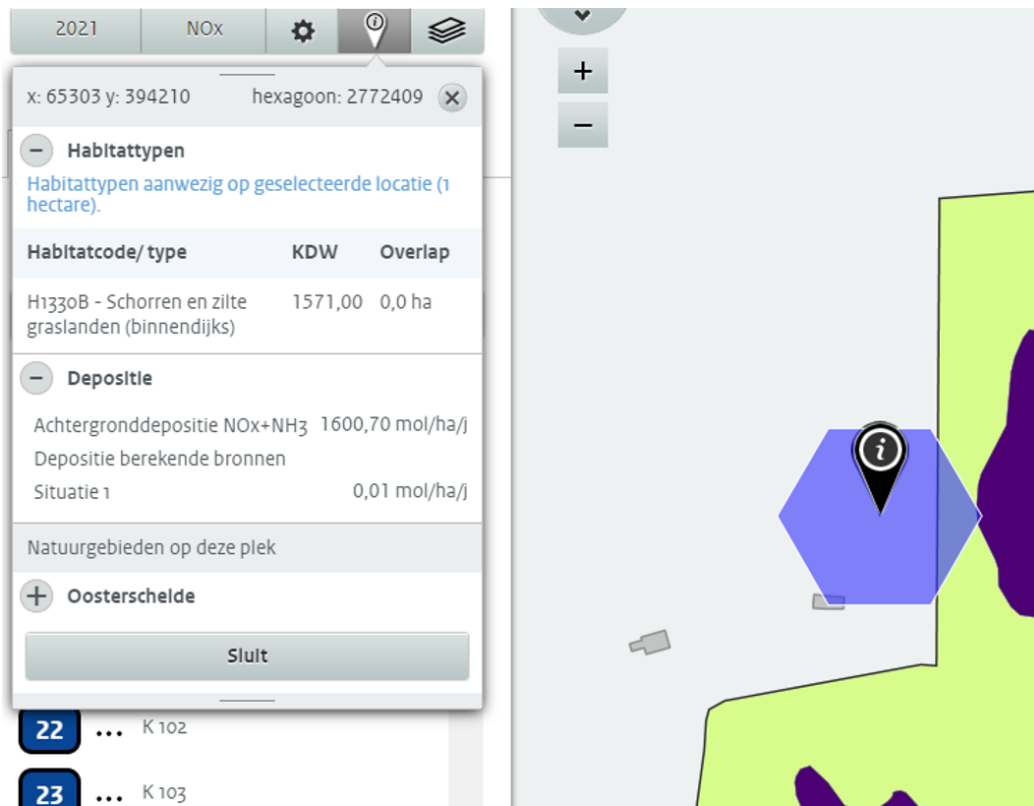 2021 NOx
x: 65303 y: 394210 hexagoon: 2772409
Habitattypen
Habitattypen aanwezig op geselecteerde locatie (1
hectare).
Habitatcode/ type KDW Overlap
H1330B - Schorren en zilte 1571,00 0,0 ha
graslanden (binnendijks)
Depositie
Achtergronddepositie NOx+NH3 1600,70 mol/ha/j
Depositie berekende bronnen
Situatie 1 0,01 mol/ha/j
Natuurgebieden op deze plek
Oosterschelde
Sluit
22 ... K 102
23 ... K 103